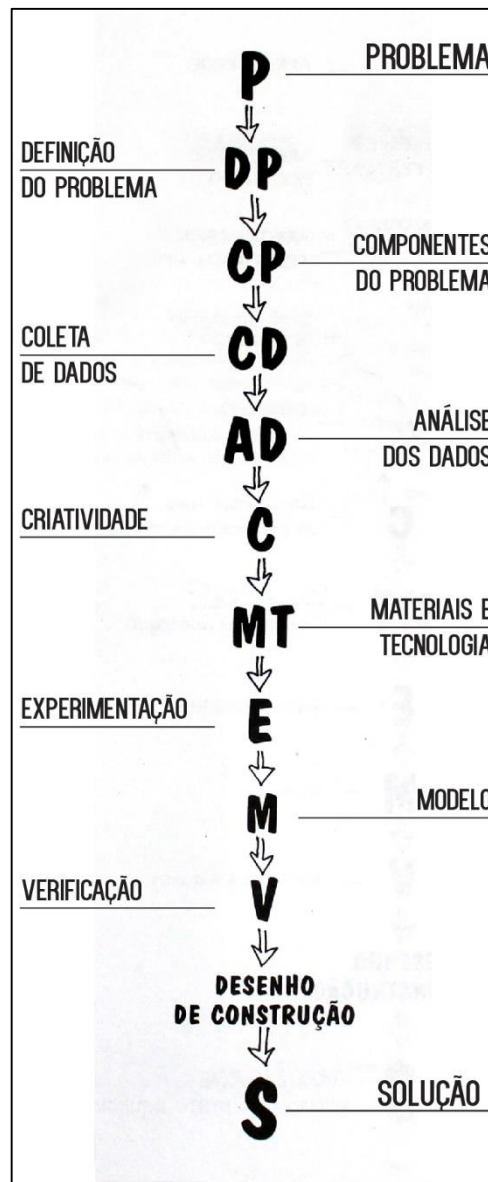 P
PROBLEMA
DEFINIÇÃO
DO PROBLEMA
DP
CP
COMPONENTES
DO PROBLEMA
COLETA
DE DADOS
CD
AD
ANÁLISE
DOS DADOS
CRIATIVIDADE
C
MT
MATERIAIS E
TECNOLOGIA
EXPERIMENTAÇÃO
E
M
MODELO
VERIFICAÇÃO
V
DESENHO
DE CONSTRUÇÃO
S
SOLUÇÃO